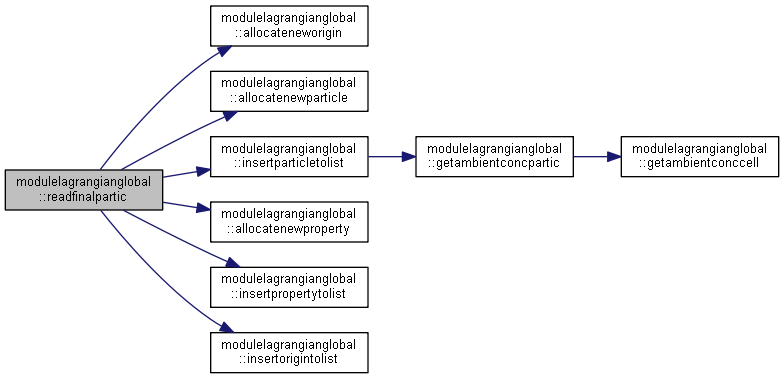 modulelagrangianglobal
::readfinalpartic
modulelagrangianglobal
::allocateneworigin
modulelagrangianglobal
::allocatenewparticle
modulelagrangianglobal
::insertparticletolist
modulelagrangianglobal
::getambientconcpartic
modulelagrangianglobal
::getambientconccell
modulelagrangianglobal
::allocatenewproperty
modulelagrangianglobal
::insertpropertytolist
modulelagrangianglobal
::insertorigintolist